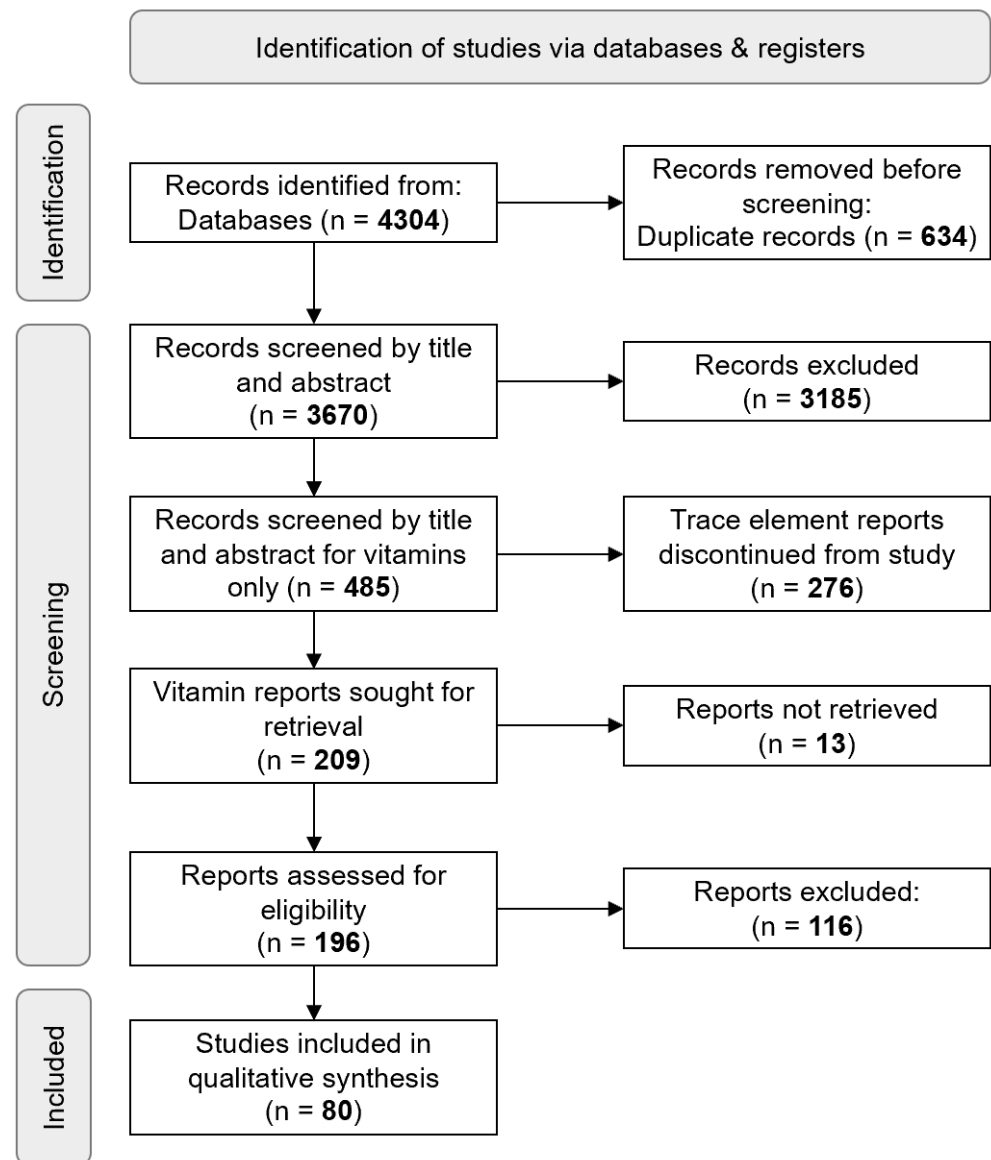 Identification of studies via databases & registers
Identification
Records identified from:
Databases (n = 4304)
Records removed before
screening:
Duplicate records (n = 634)
Screening
Records screened by title
and abstract
(n = 3670)
Records excluded
(n = 3185)
Records screened by title
and abstract for vitamins
only (n = 485)
Trace element reports
discontinued from study
(n = 276)
Vitamin reports sought for
retrieval
(n = 209)
Reports not retrieved
(n = 13)
Reports assessed for
eligibility
(n = 196)
Reports excluded:
(n = 116)
Included
Studies included in
qualitative synthesis
(n = 80)